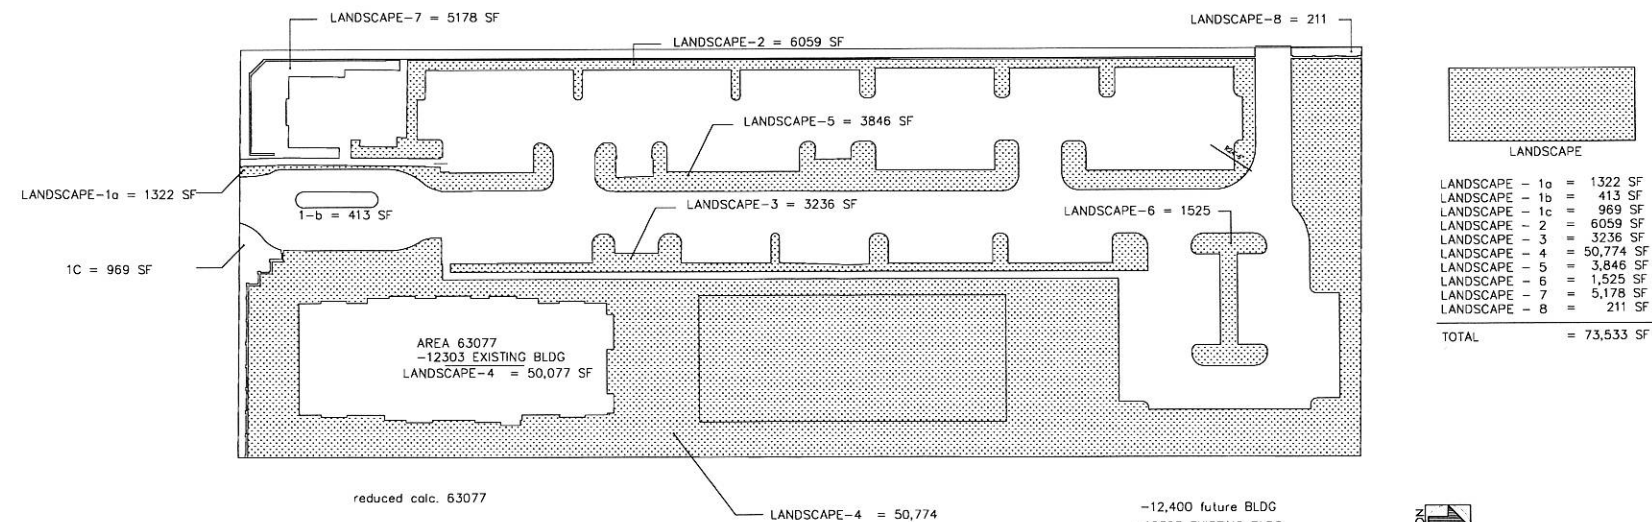 LANDSCAPE-7 = 5178 SF
LANDSCAPE-8 = 211
LANDSCAPE-2 = 6059 SF
LANDSCAPE-5 = 3846 SF
LANDSCAPE-1a = 1322 SF
1-b = 413 SF
LANDSCAPE-3 = 3236 SF
LANDSCAPE-6 = 1525
1C = 969 SF
AREA 63077
-12303 EXISTING BLDG
LANDSCAPE-4 = 50,077 SF
reduced calc. 63077
LANDSCAPE-4 = 50,774
-12,400 future BLDG
LANDSCAPE
LANDSCAPE - 1a = 1322 SF
LANDSCAPE - 1b = 413 SF
LANDSCAPE - 1c = 969 SF
LANDSCAPE - 2 = 6059 SF
LANDSCAPE - 3 = 3236 SF
LANDSCAPE - 4 = 50,774 SF
LANDSCAPE - 5 = 3,846 SF
LANDSCAPE - 6 = 1,525 SF
LANDSCAPE - 7 = 5,178 SF
LANDSCAPE - 8 = 211 SF
TOTAL = 73,533 SF